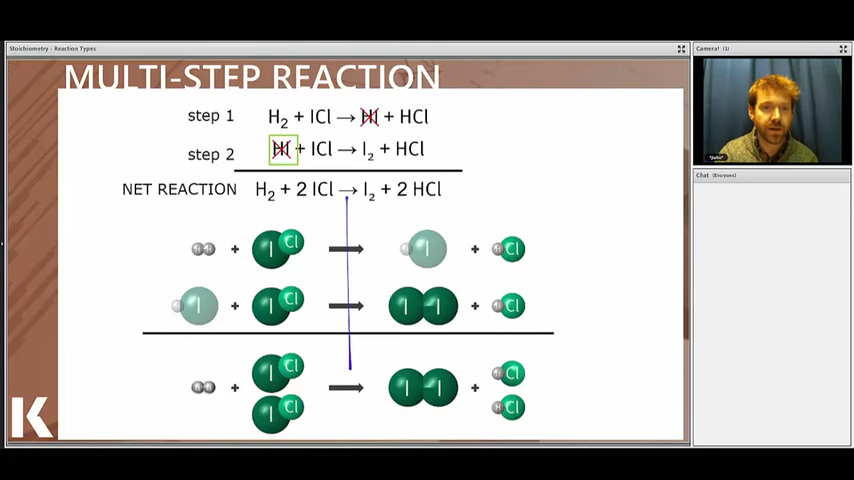 Stoichiometry - Reaction Types
MULTI-STEP REACTION
step 1 H₂ + ICl → HI + HCl
step 2 HI + ICl → I₂ + HCl
NET REACTION H₂ + 2 ICl → I₂ + 2 HCl
H H + I Cl → H I + H Cl
H I + I Cl → I I + H Cl
H H + I Cl → I I + H Cl
I Cl H Cl
K
Camera! (1)
*John*
Chat (Everyone)